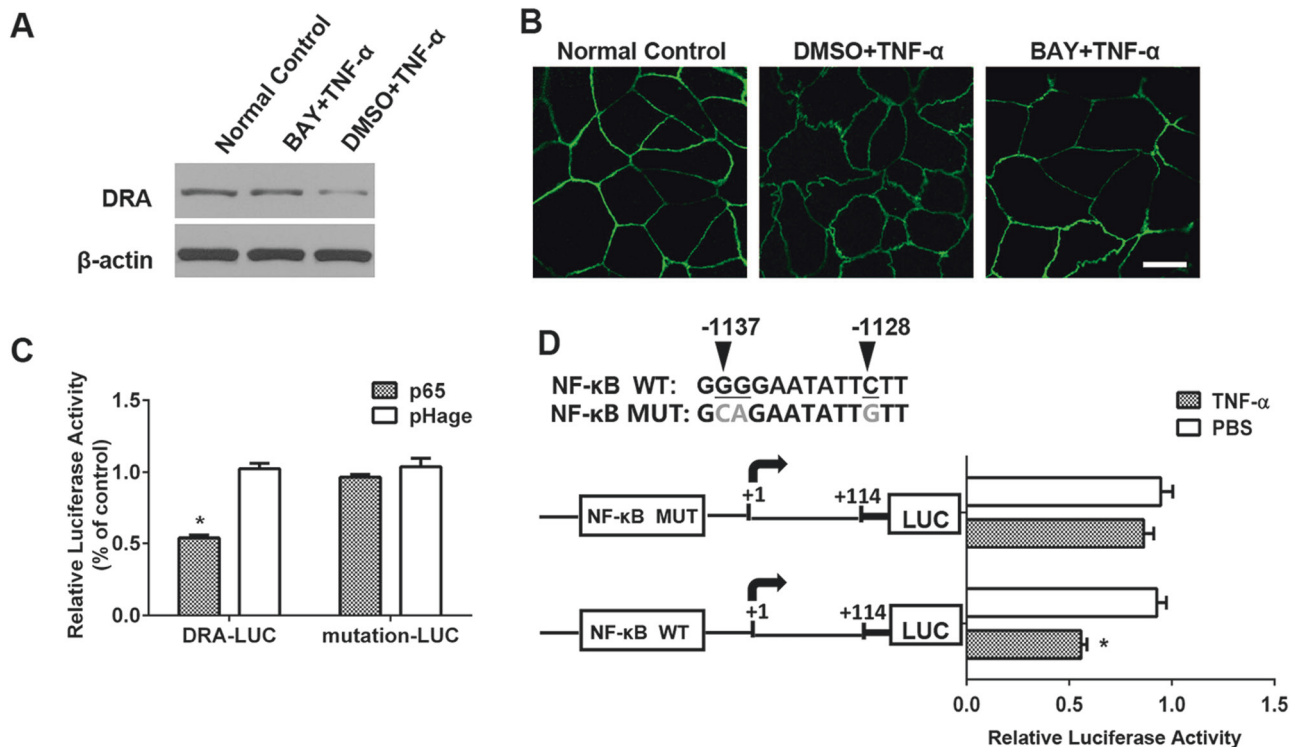 A
Normal Control
BAY+TNF-α
DMSO+TNF-α
DRA
β-actin
B
Normal Control
DMSO+TNF-α
BAY+TNF-α
C
Relative Luciferase Activity
(% of control)
p65
pHage
1.5
1.0
0.5
0.0
*
DRA-LUC
mutation-LUC
D
-1137
-1128
NF-κB WT: GGGGAATATTCTT
NF-κB MUT: GCAGAATATTGTT
TNF-α
PBS
NF-κB MUT
+1
+114
LUC
NF-κB WT
+1
+114
LUC
*
0.0
0.5
1.0
1.5
Relative Luciferase Activity